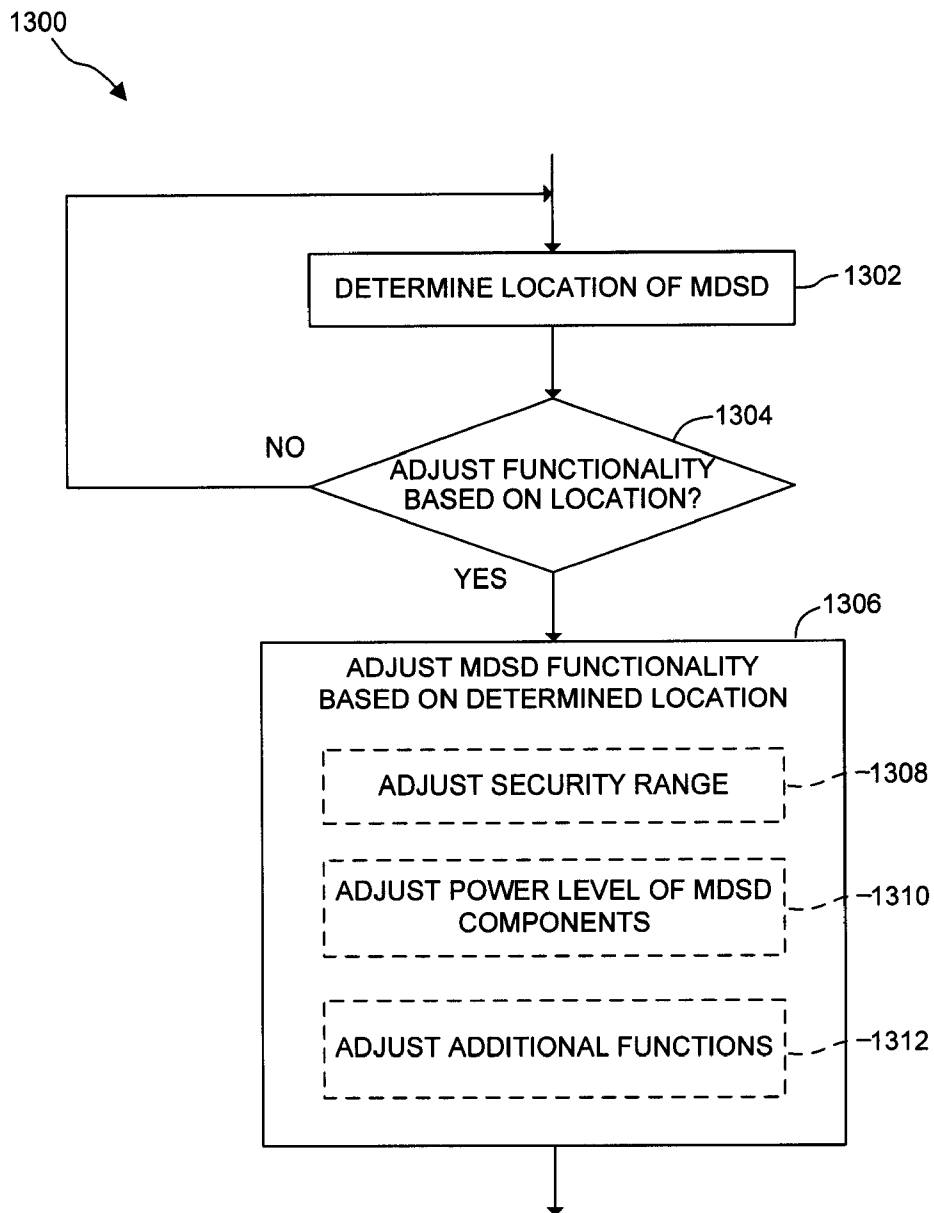 1300
DETERMINE LOCATION OF MDSD
1302
1304
NO
ADJUST FUNCTIONALITY
BASED ON LOCATION?
YES
1306
ADJUST MDSD FUNCTIONALITY
BASED ON DETERMINED LOCATION
ADJUST SECURITY RANGE
1308
ADJUST POWER LEVEL OF MDSD
COMPONENTS
1310
ADJUST ADDITIONAL FUNCTIONS
1312